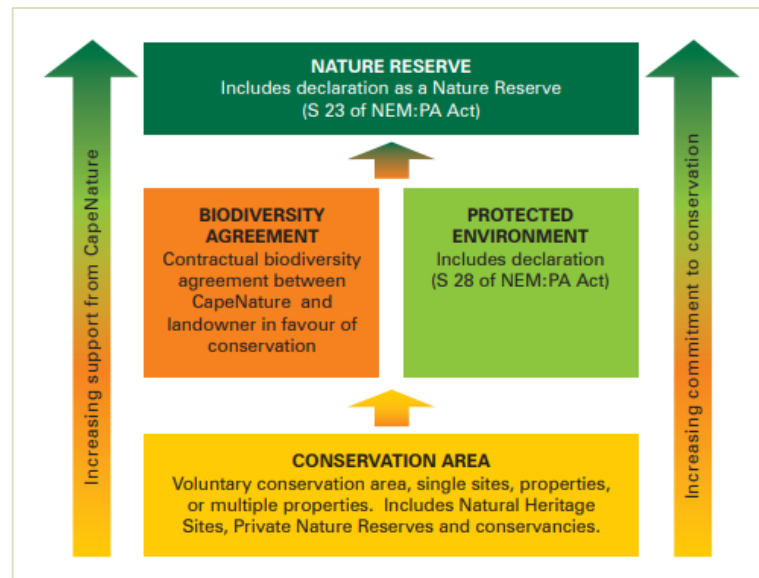 NATURE RESERVE
Includes declaration as a Nature Reserve
(S 23 of NEM:PA Act)
Increasing support from CapeNature
BIODIVERSITY
AGREEMENT
Contractual biodiversity
agreement between
CapeNature and
landowner in favour of
conservation
PROTECTED
ENVIRONMENT
Includes declaration
(S 28 of NEM:PA Act)
Increasing commitment to conservation
CONSERVATION AREA
Voluntary conservation area, single sites, properties,
or multiple properties. Includes Natural Heritage
Sites, Private Nature Reserves and conservancies.